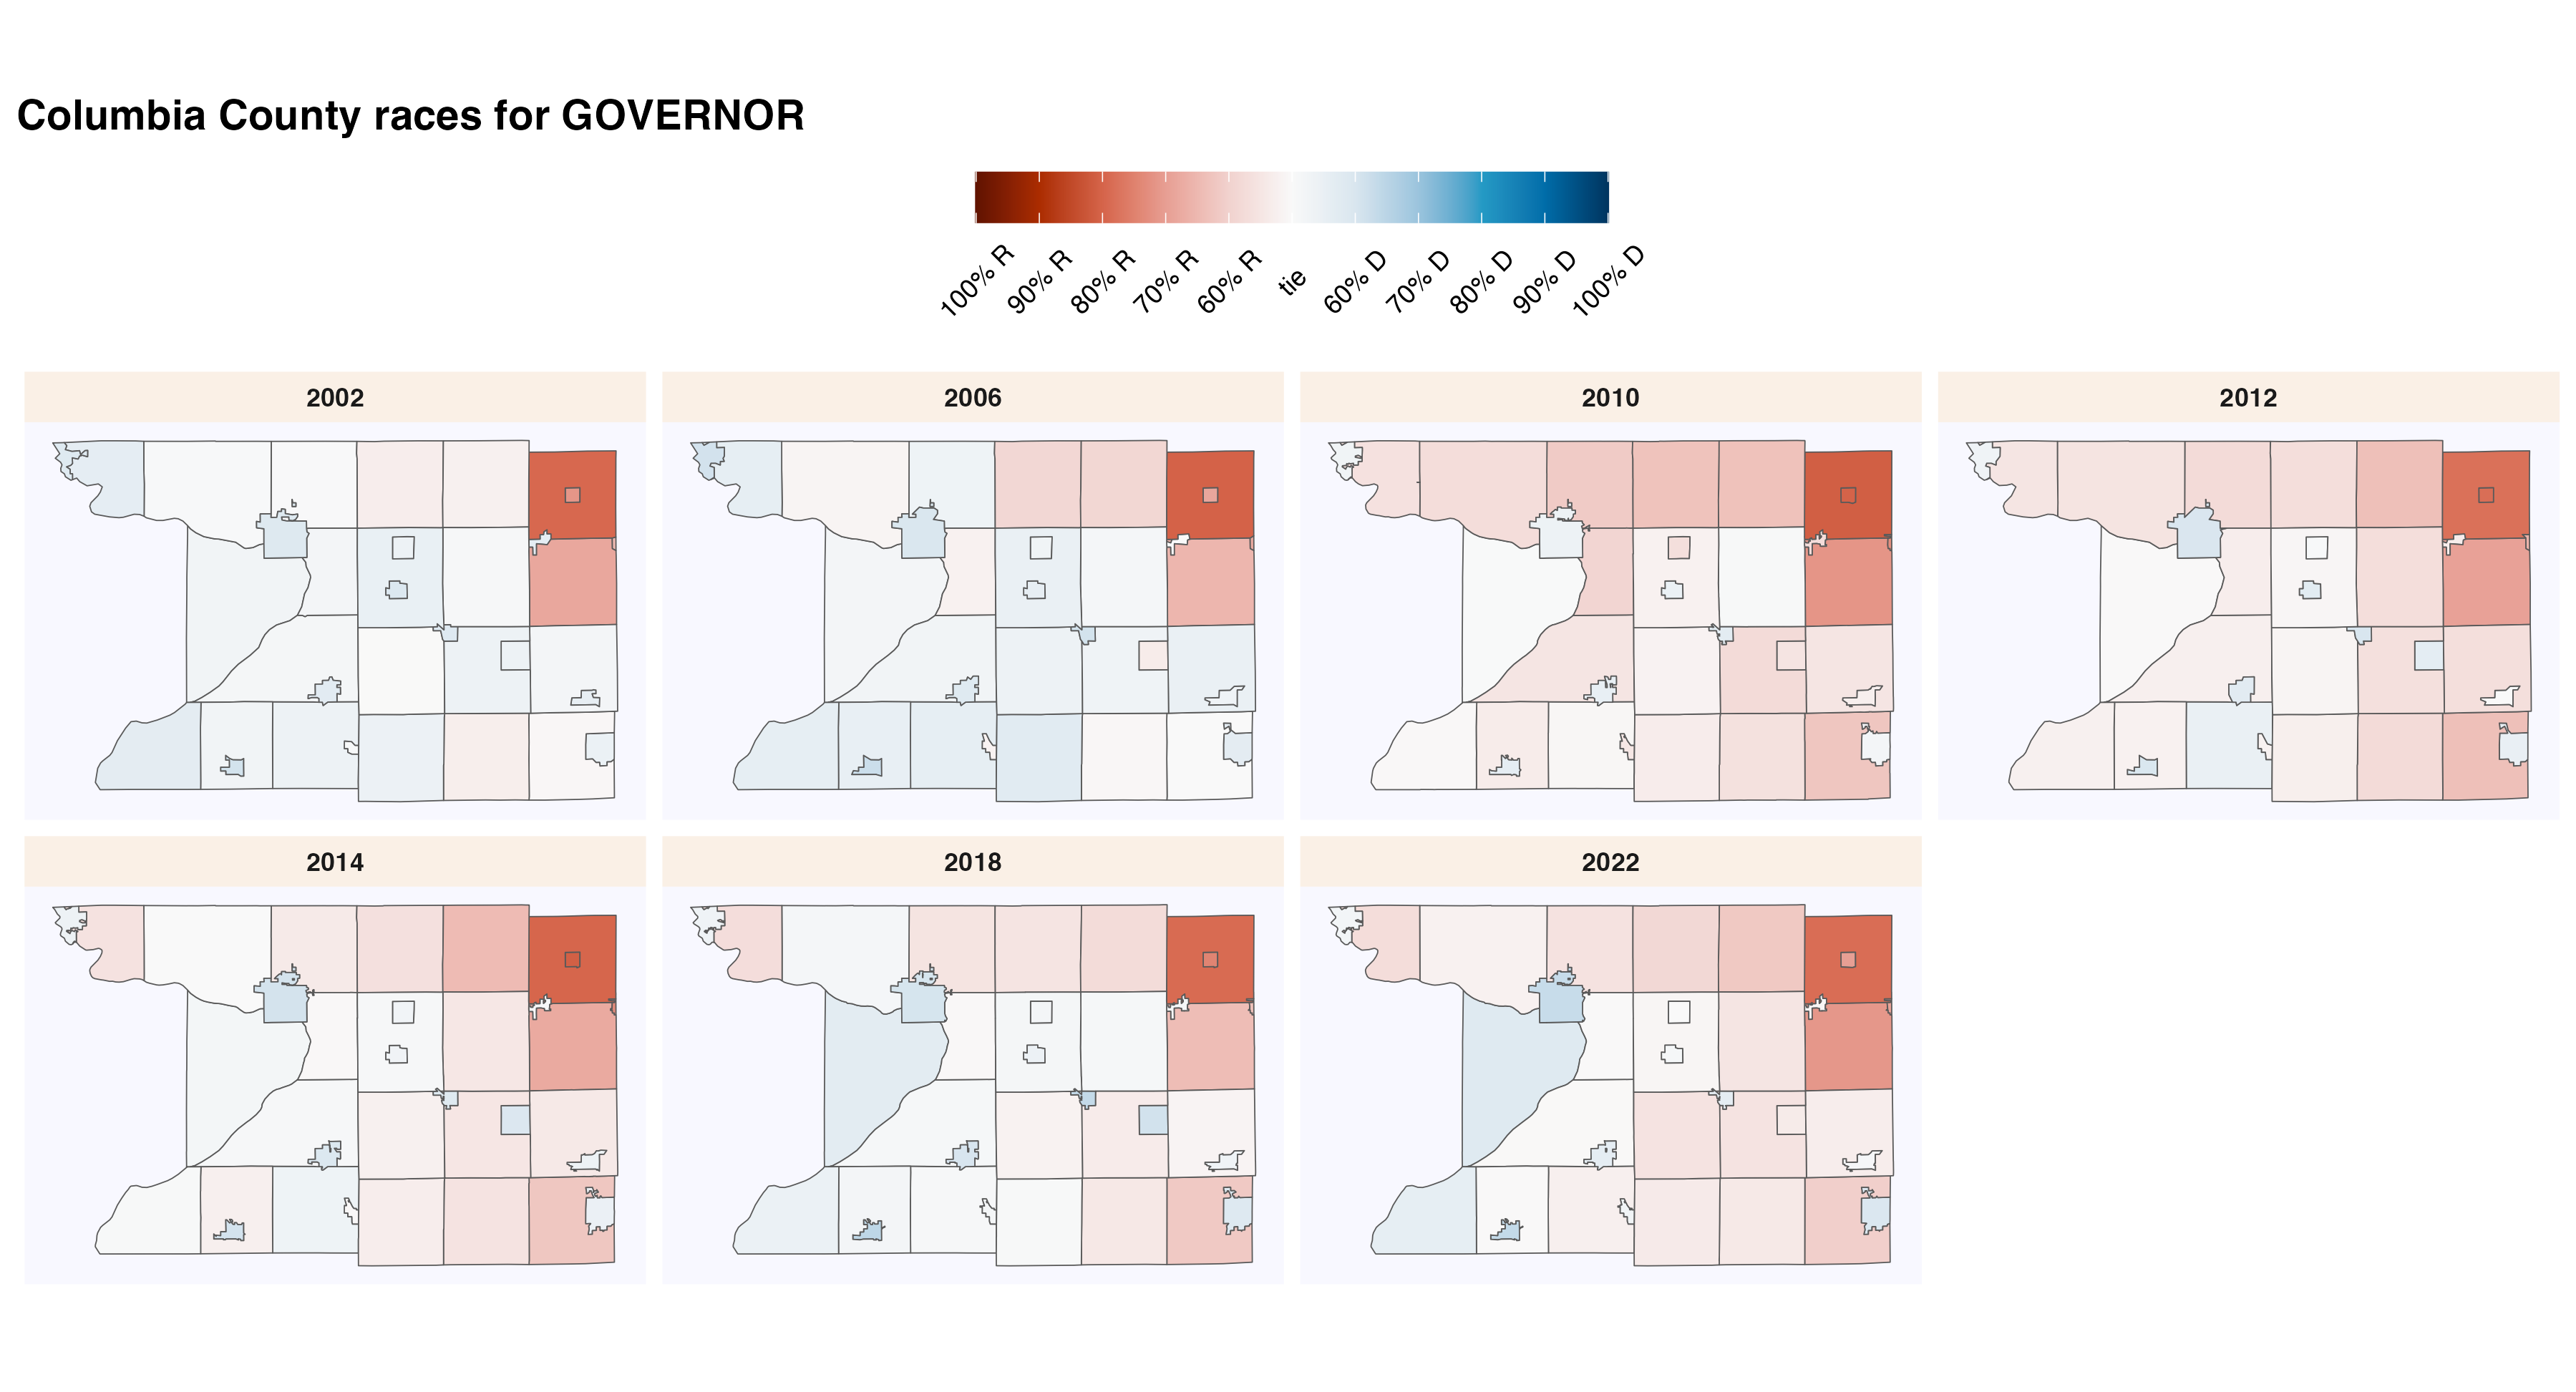 Columbia County races for GOVERNOR
100% R
90% R
80% R
70% R
60% R
tie
60% D
70% D
80% D
90% D
100% D
2002
2006
2010
2012
2014
2018
2022